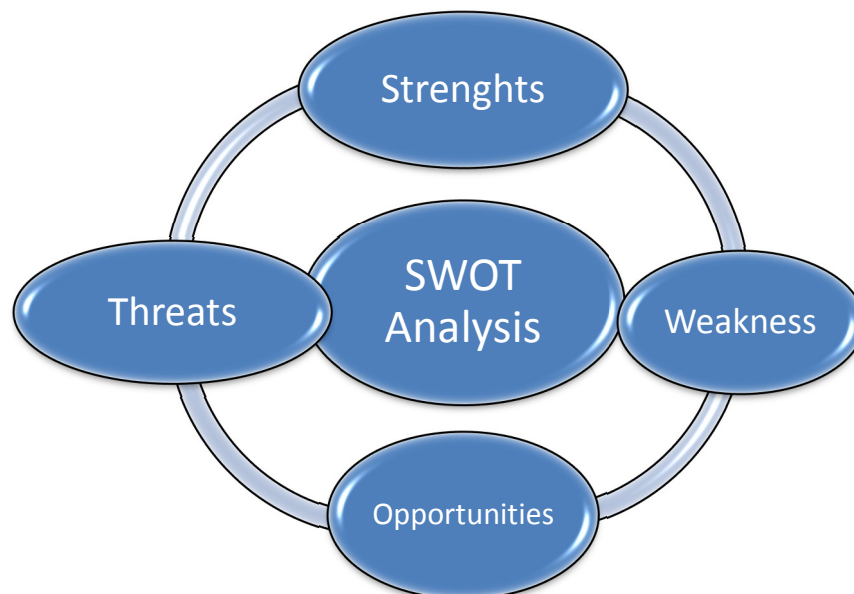 Strenghts
SWOT
Analysis
Threats
Weakness
Opportunities